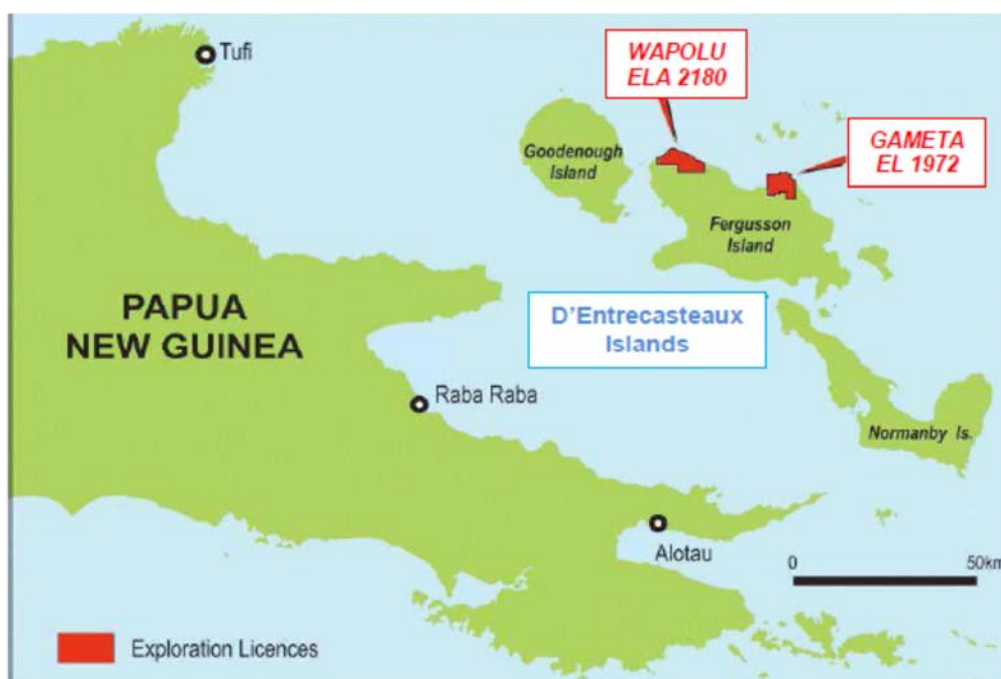 Tufi
WAPOLU
ELA 2180
GAMETA
EL 1972
Goodenough
Island
Fergusson
Island
PAPUA
NEW GUINEA
D'Entrecasteaux
Islands
Raba Raba
Normanby Is.
Alotau
0 50km
Exploration Licences